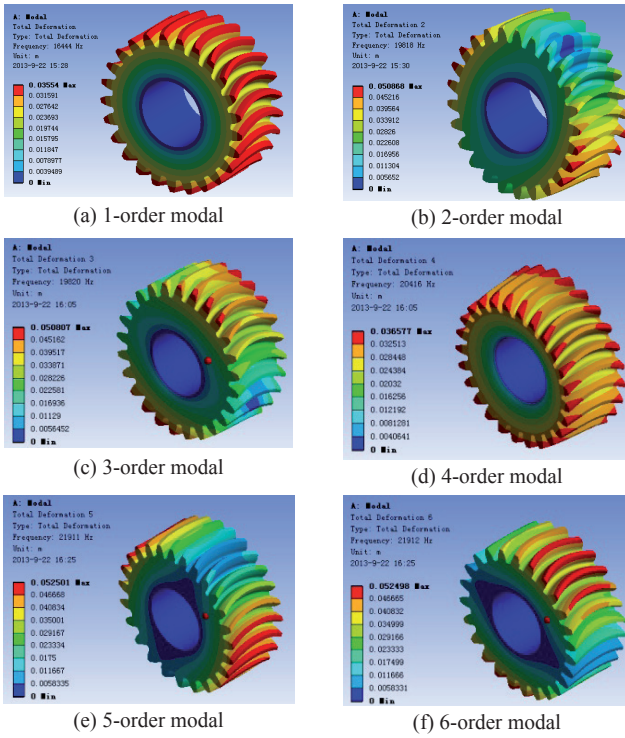 A: Modal
Total Deformation
Type: Total Deformation
Frequency: 16444 Hz
Unit: m
2013-9-22 15:28
0.03554 Max
0.031591
0.027642
0.023693
0.019744
0.015795
0.011847
0.0078977
0.0039489
0 Min
(a) 1-order modal
A: Modal
Total Deformation 2
Type: Total Deformation
Frequency: 19818 Hz
Unit: m
2013-9-22 15:30
0.050868 Max
0.045216
0.039564
0.033912
0.02826
0.022608
0.016956
0.011304
0.005652
0 Min
(b) 2-order modal
A: Modal
Total Deformation 3
Type: Total Deformation
Frequency: 19820 Hz
Unit: m
2013-9-22 16:05
0.050807 Max
0.045162
0.039517
0.033871
0.028226
0.022581
0.016936
0.01129
0.0056452
0 Min
(c) 3-order modal
A: Modal
Total Deformation 4
Type: Total Deformation
Frequency: 20416 Hz
Unit: m
2013-9-22 16:05
0.036577 Max
0.032513
0.028448
0.024384
0.02032
0.016256
0.012192
0.0081281
0.0040641
0 Min
(d) 4-order modal
A: Modal
Total Deformation 5
Type: Total Deformation
Frequency: 21911 Hz
Unit: m
2013-9-22 16:25
0.052501 Max
0.046668
0.040834
0.035001
0.029167
0.023334
0.0175
0.011667
0.0058335
0 Min
(e) 5-order modal
A: Modal
Total Deformation 6
Type: Total Deformation
Frequency: 21912 Hz
Unit: m
2013-9-22 16:25
0.052498 Max
0.046665
0.040832
0.034999
0.029166
0.023333
0.017499
0.011666
0.0058331
0 Min
(f) 6-order modal